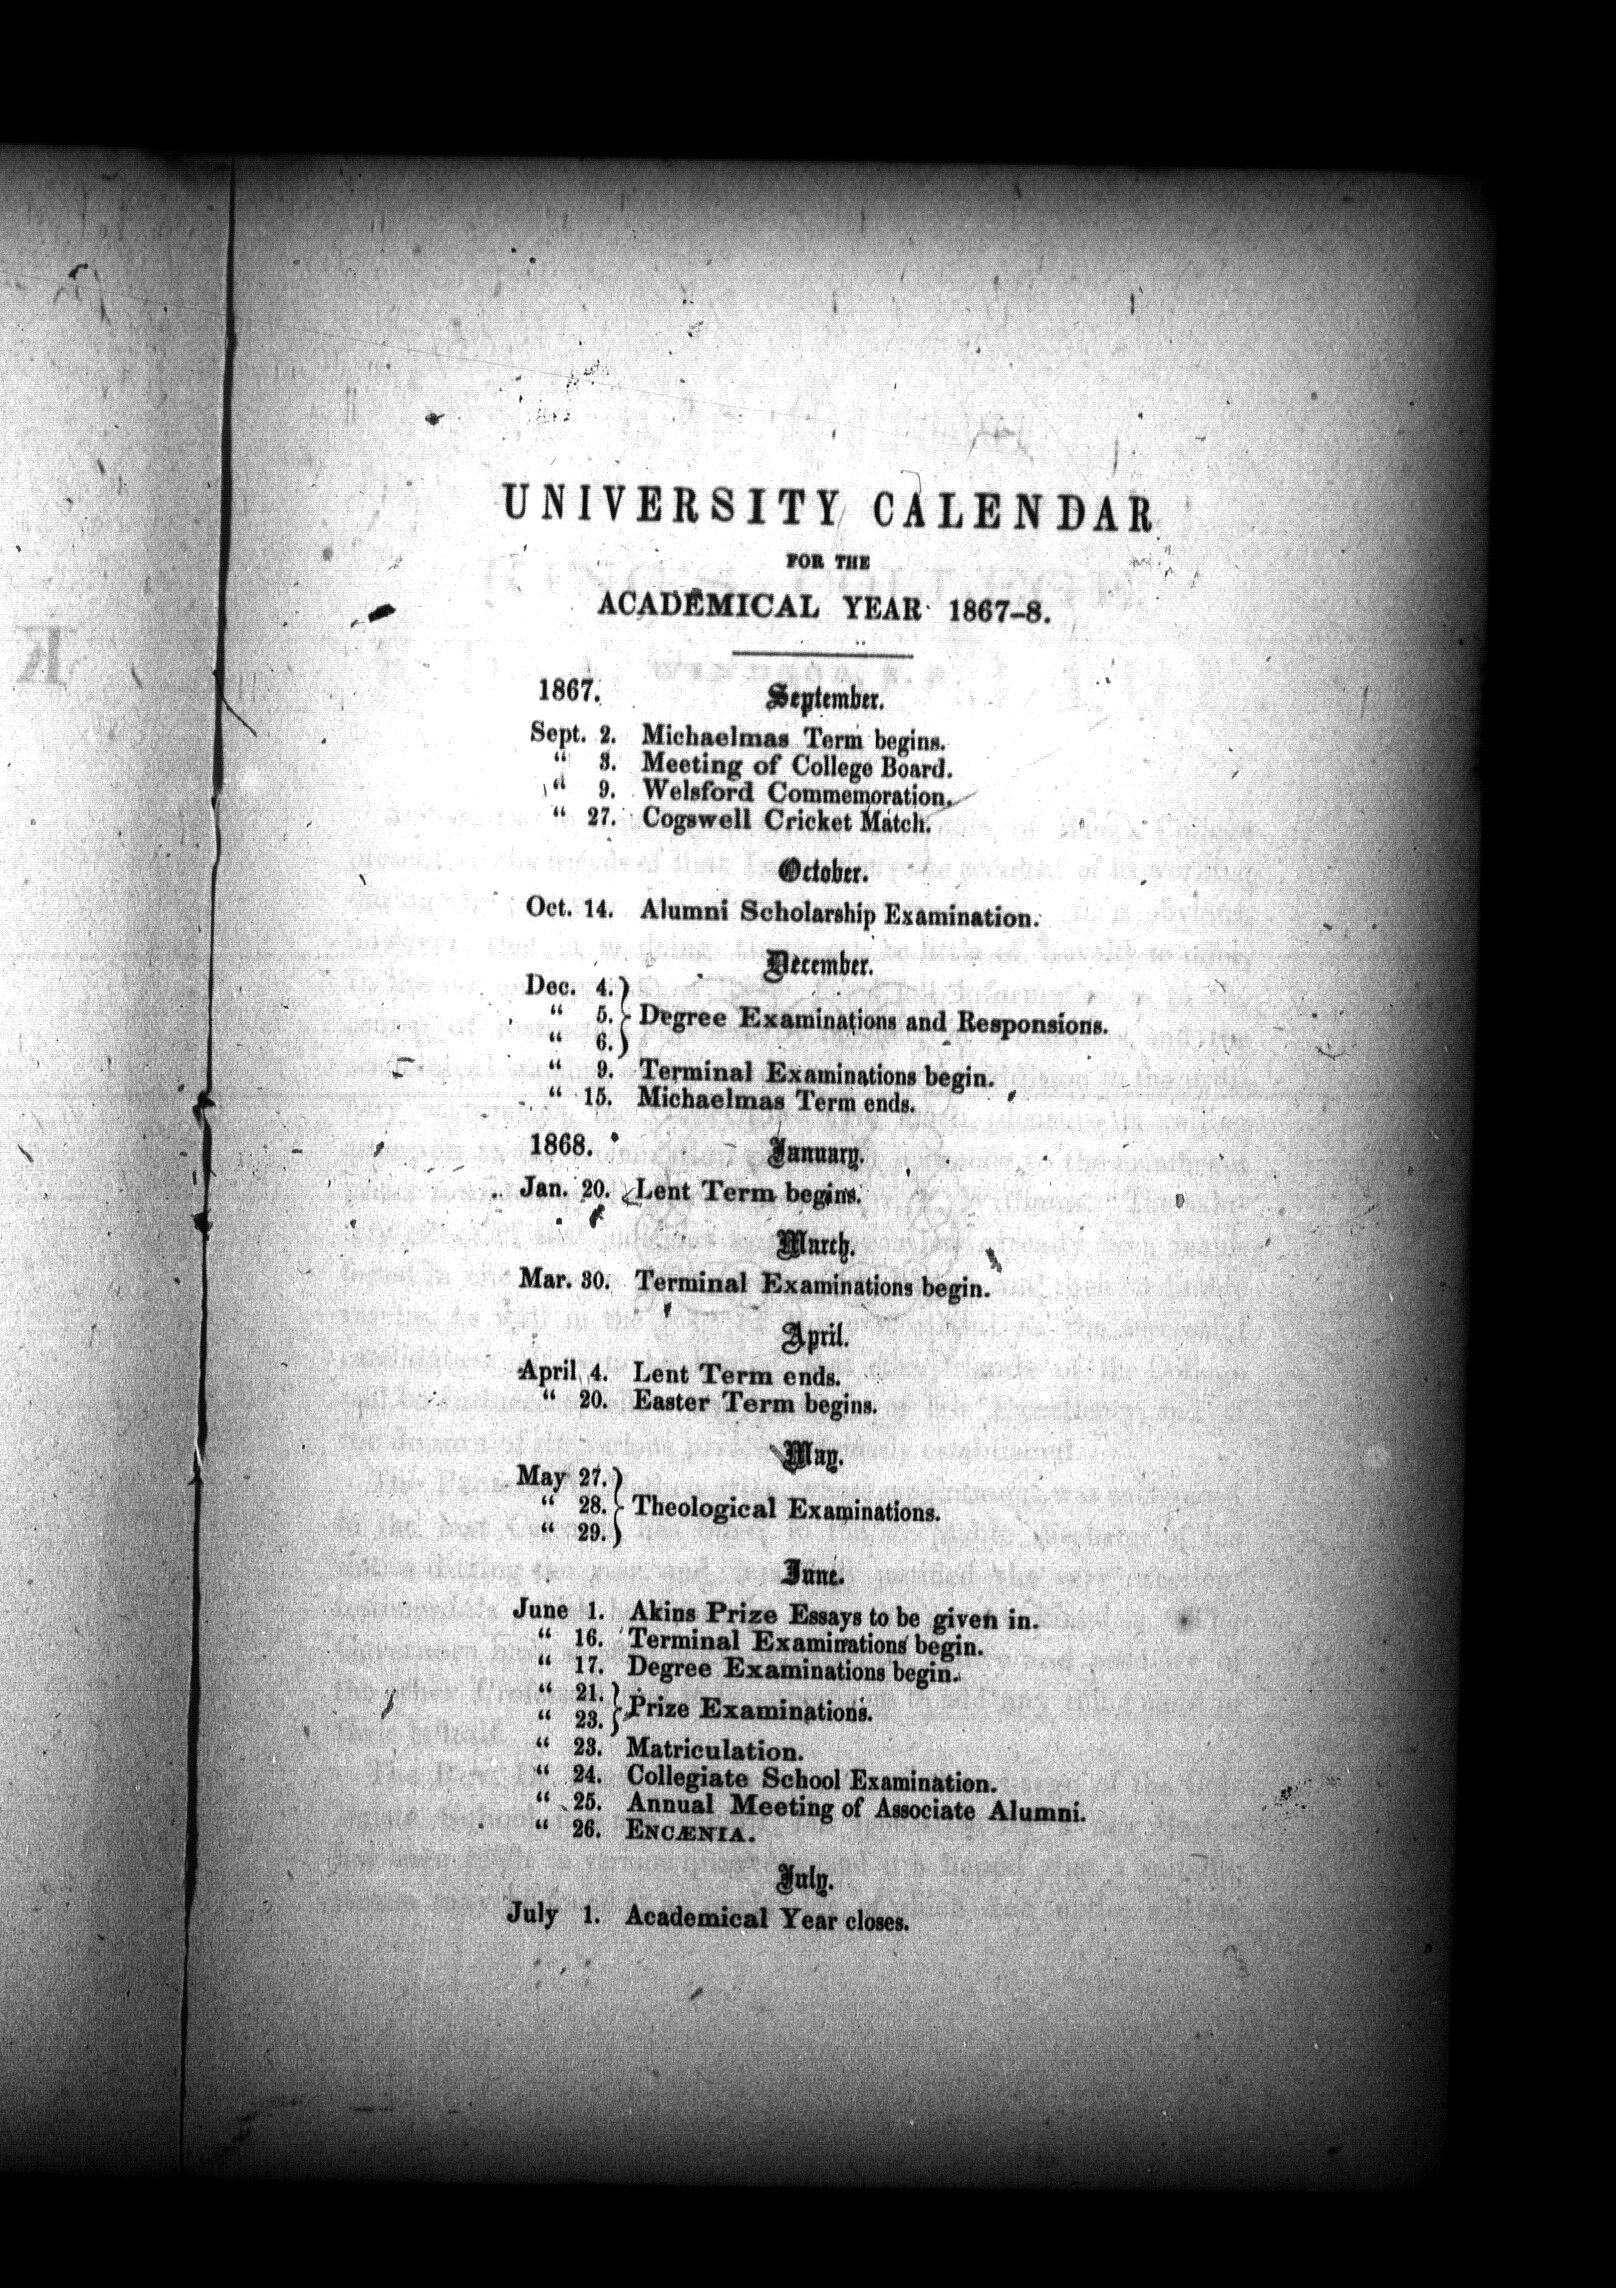 UNIVERSITY CALENDAR
FOR THE
ACADEMICAL YEAR 1867–8.
1867. September.
Sept. 2. Michaelmas Term begins.
“ 3. Meeting of College Board.
“ 9. Welsford Commemoration.
“ 27. Cogswell Cricket Match.
October.
Oct. 14. Alumni Scholarship Examination.
December.
Dec. 4.
“ 5. } Degree Examinations and Responsions.
“ 6.
“ 9. Terminal Examinations begin.
“ 15. Michaelmas Term ends.
1868. January.
Jan. 20. Lent Term begins.
March.
Mar. 30. Terminal Examinations begin.
April.
April 4. Lent Term ends.
“ 20. Easter Term begins.
May.
May 27.
“ 28. } Theological Examinations.
“ 29.
June.
June 1. Akins Prize Essays to be given in.
“ 16. Terminal Examinations begin.
“ 17. Degree Examinations begin.
“ 21. } Prize Examinations.
“ 23.
“ 23. Matriculation.
“ 24. Collegiate School Examination.
“ 25. Annual Meeting of Associate Alumni.
“ 26. ENCÆNIA.
July.
July 1. Academical Year closes.